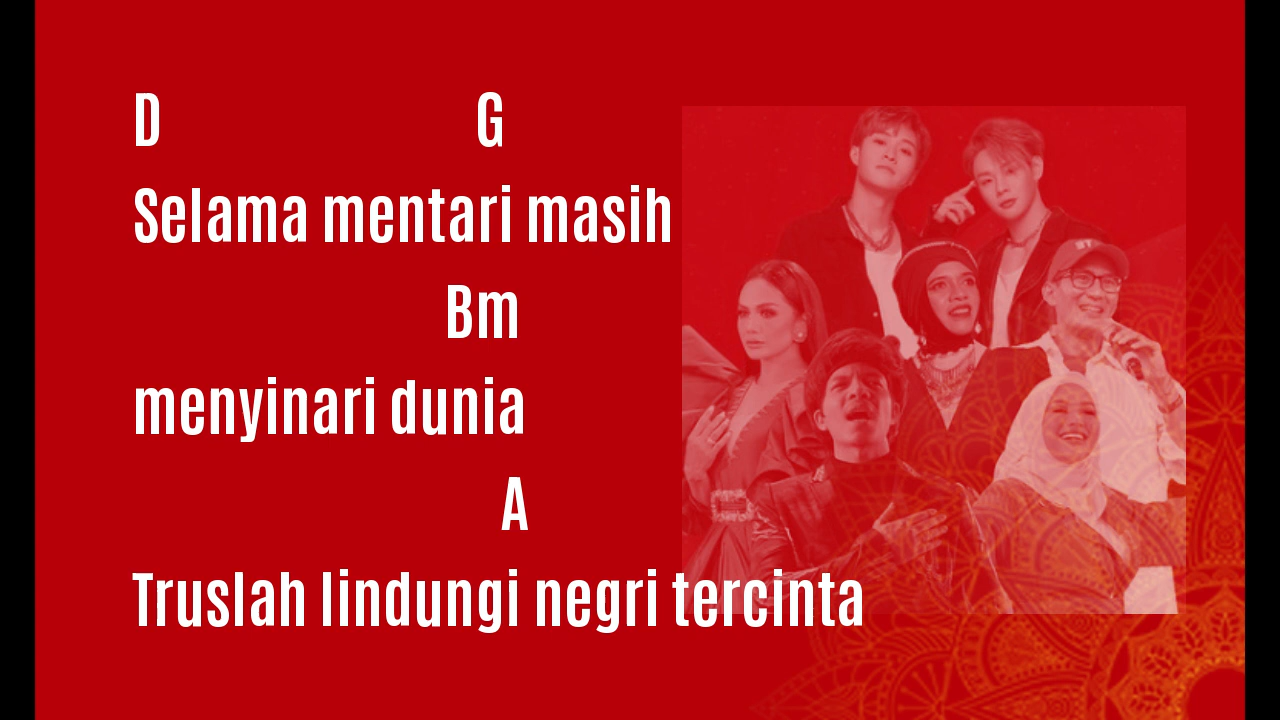 D G
Selama mentari masih
Bm
menyinari dunia
A
Truslah lindungi negri tercinta